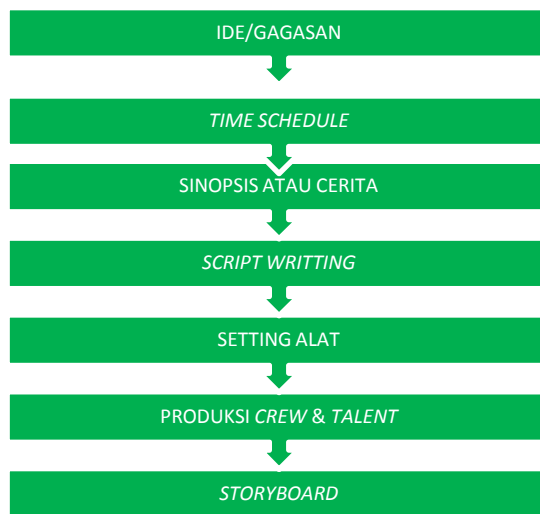 IDE/GAGASAN
TIME SCHEDULE
SINOPSIS ATAU CERITA
SCRIPT WRITTING
SETTING ALAT
PRODUKSI CREW & TALENT
STORYBOARD